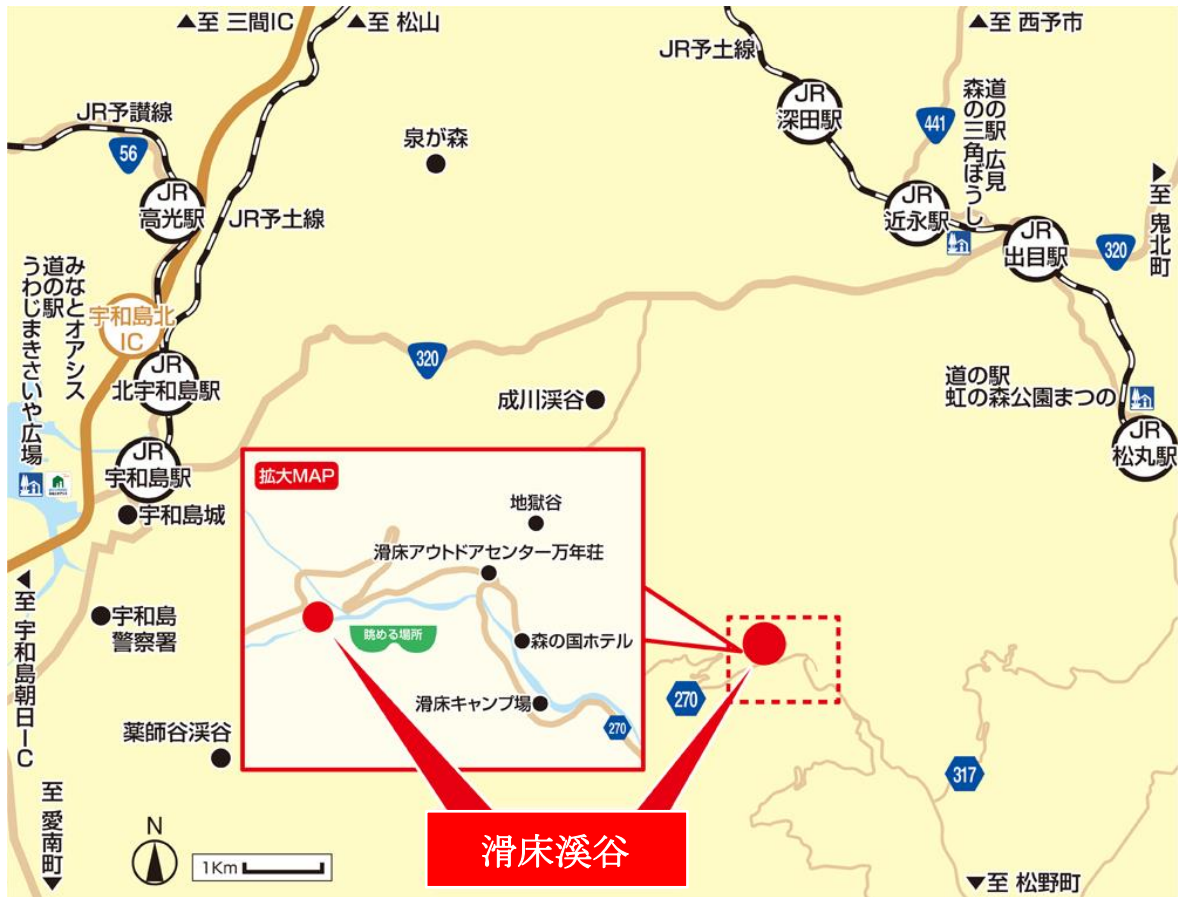 ▲至 三間IC
▲至 松山
▲至 西予市
JR予土線
JR予讃線
56
泉が森
JR
深田駅
441
道の駅 広見
森の三角ぼうし
JR
高光駅
JR予土線
JR
近永駅
JR
出目駅
320
▲至 鬼北町
みなとオアシス
道の駅
うわじまきさいや広場
宇和島北
IC
JR
北宇和島駅
320
成川渓谷
道の駅
虹の森公園まつの
JR
松丸駅
JR
宇和島駅
宇和島城
拡大MAP
地獄谷
滑床アウトドアセンター万年荘
眺める場所
森の国ホテル
滑床キャンプ場
270
▲至 宇和島朝日IC
宇和島
警察署
薬師谷渓谷
270
317
至 愛南町▼
N
1Km
滑床溪谷
▼至 松野町